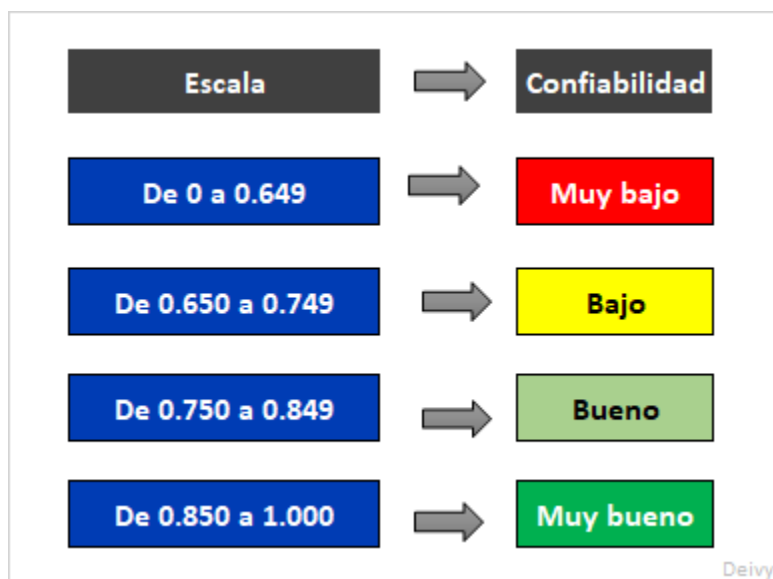 Escala
Confiabilidad
De 0 a 0.649
Muy bajo
De 0.650 a 0.749
Bajo
De 0.750 a 0.849
Bueno
De 0.850 a 1.000
Muy bueno
Deivy